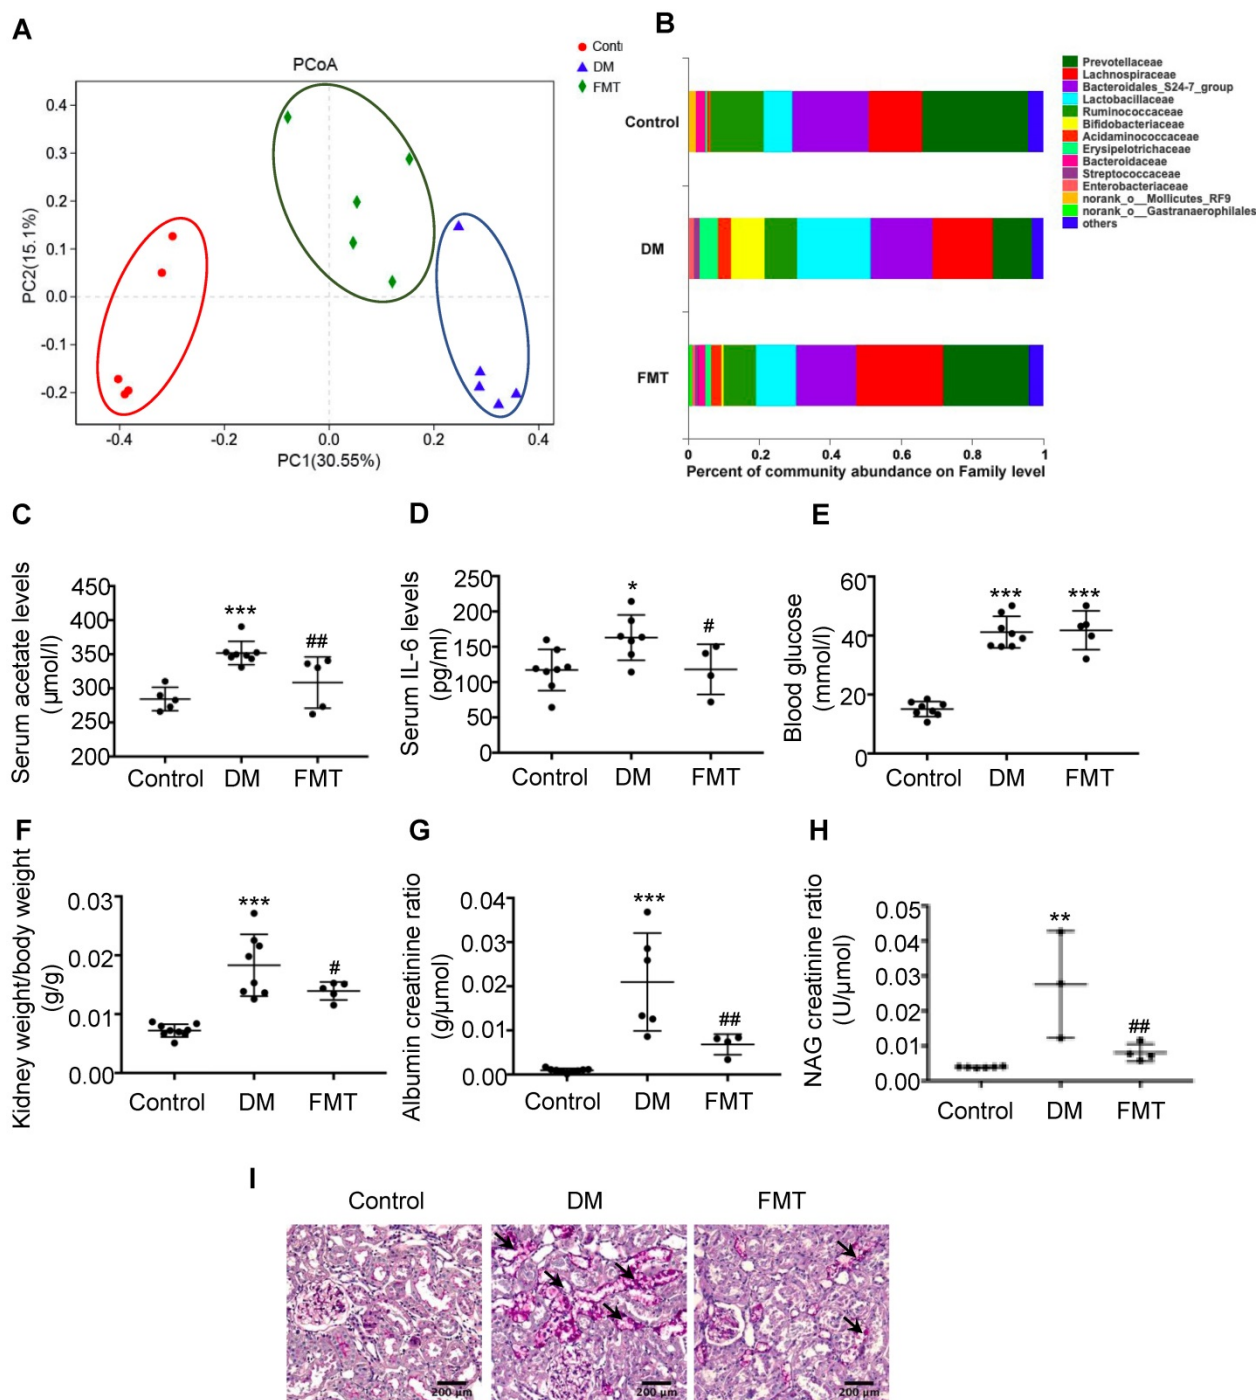 A
PCoA
Cont
DM
FMT
PC2(15.1%)
0.4
0.3
0.2
0.1
0.0
-0.1
-0.2
-0.4
-0.2
0.0
0.2
0.4
PC1(30.55%)
B
Control
DM
FMT
0
0.2
0.4
0.6
0.8
1
Percent of community abundance on Family level
Prevotellaceae
Lachnospiraceae
Bacteroidales_S24-7_group
Lactobacillaceae
Ruminococcaceae
Bifidobacteriaceae
Acidaminococcaceae
Erysipelotrichaceae
Bacteroidaceae
Streptococcaceae
Enterobacteriaceae
norank_o__Mollicutes_RF9
norank_o__Gastranaerophilales
others
C
Serum acetate levels
(µmol/l)
450
400
350
300
250
200
***
##
Control DM FMT
D
Serum IL-6 levels
(pg/ml)
250
200
150
100
50
0
*
#
Control DM FMT
E
Blood glucose
(mmol/l)
60
40
20
0
***
***
Control DM FMT
F
Kidney weight/body weight
(g/g)
0.03
0.02
0.01
0.00
***
#
Control DM FMT
G
Albumin creatinine ratio
(g/µmol)
0.04
0.03
0.02
0.01
0.00
***
##
Control DM FMT
H
NAG creatinine ratio
(U/µmol)
0.05
0.04
0.03
0.02
0.01
0.00
**
##
Control DM FMT
I
Control DM FMT
200 µm
200 µm
200 µm